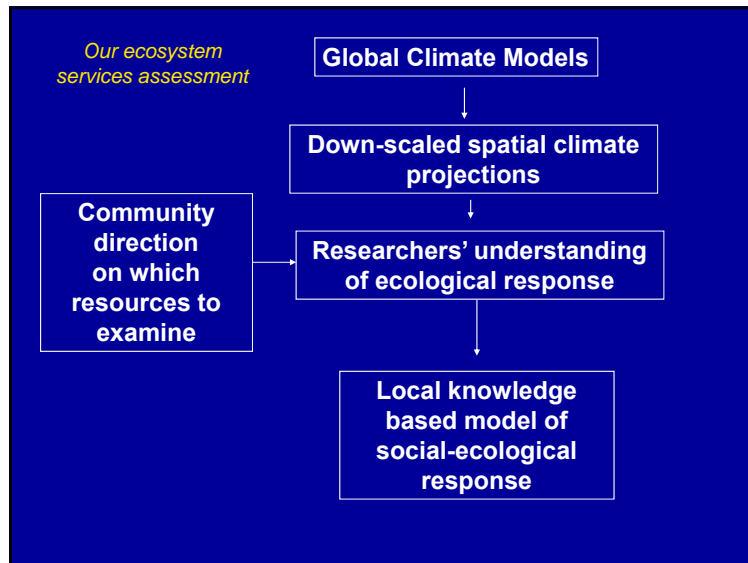 Our ecosystem
services assessment
Global Climate Models
Down-scaled spatial climate
projections
Community
direction
on which
resources to
examine
Researchers' understanding
of ecological response
Local knowledge
based model of
social-ecological
response